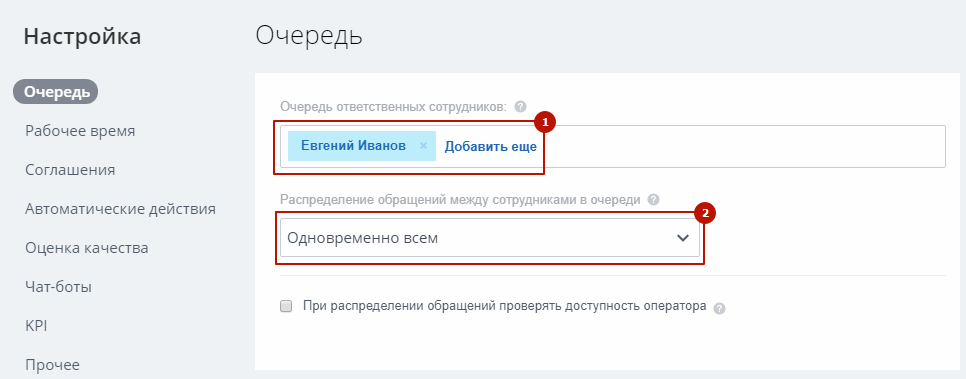 Настройка
Очередь
Рабочее время
Соглашения
Автоматические действия
Оценка качества
Чат-боты
KPI
Прочее
Очередь
Очередь ответственных сотрудников: ?
1
Евгений Иванов × Добавить еще
Распределение обращений между сотрудниками в очереди ?
2
Одновременно всем
При распределении обращений проверять доступность оператора ?